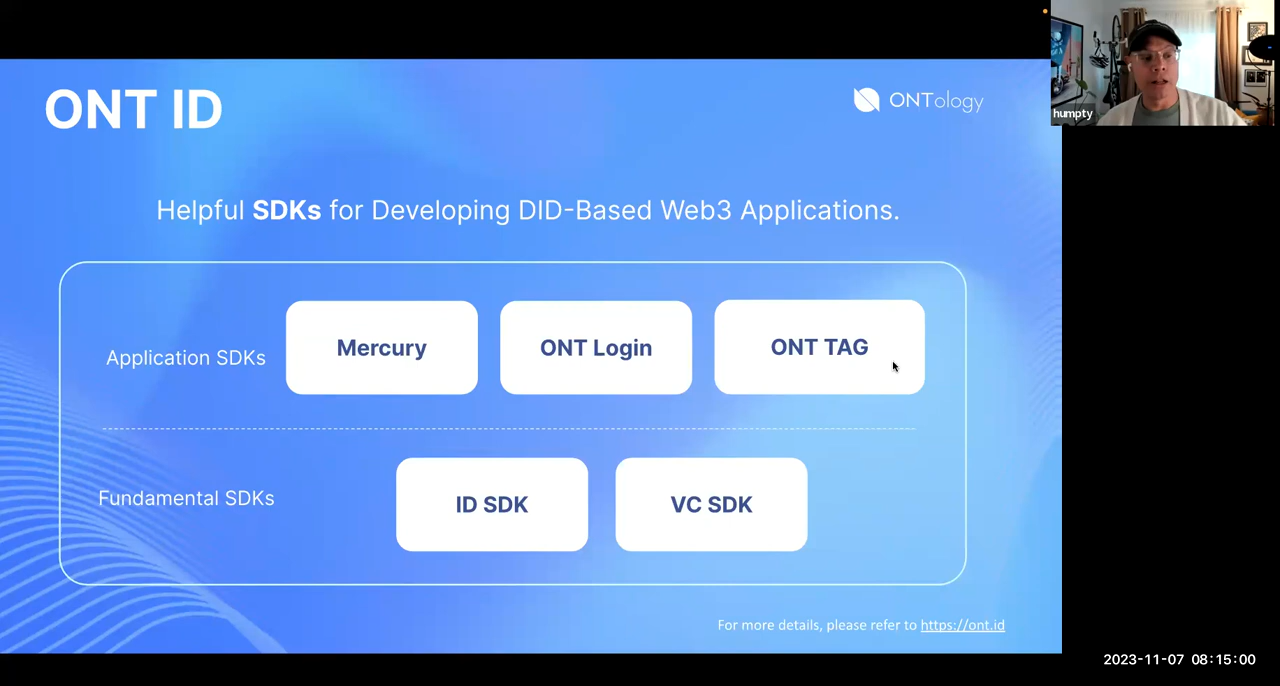 ONT ID
ONTology
humpty
Helpful SDKs for Developing DID-Based Web3 Applications.
Application SDKs
Mercury
ONT Login
ONT TAG
Fundamental SDKs
ID SDK
VC SDK
For more details, please refer to https://ont.id
2023-11-07 08:15:00